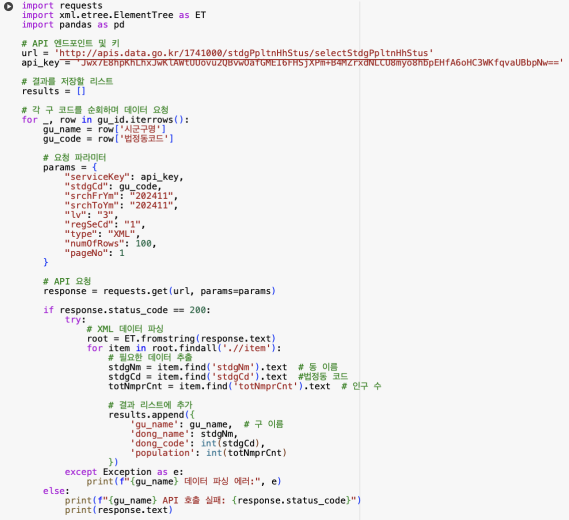 import requests
import xml.etree.ElementTree as ET
import pandas as pd
# API 엔드포인트 및 키
url = 'http://apis.data.go.kr/1741000/stdgPpltnHhStus/selectStdgPpltnHhStus'
api_key =
# 결과를 저장할 리스트
results = []
# 각 구 코드를 순회하며 데이터 요청
for _, row in gu_id.iterrows():
    gu_name = row['시군구명']
    gu_code = row['법정동코드']
    # 요청 파라미터
    params = {
        "serviceKey": api_key,
        "stdgCd": gu_code,
        "srchFrYm": "202411",
        "srchToYm": "202411",
        "lv": "3",
        "regSeCd": "1",
        "type": "XML",
        "numOfRows": 100,
        "pageNo": 1
    }
    # API 요청
    response = requests.get(url, params=params)
    if response.status_code == 200:
        try:
            # XML 데이터 파싱
            root = ET.fromstring(response.text)
            for item in root.findall('.//item'):
                # 필요한 데이터 추출
                stdgNm = item.find('stdgNm').text  # 동 이름
                stdgCd = item.find('stdgCd').text  #법정동 코드
                totNmprCnt = item.find('totNmprCnt').text  # 인구 수
                # 결과 리스트에 추가
                results.append({
                    'gu_name': gu_name,  # 구 이름
                    'dong_name': stdgNm,
                    'dong_code': int(stdgCd),
                    'population': int(totNmprCnt)
                })
        except Exception as e:
            print(f"{gu_name} 데이터 파싱 에러:", e)
    else:
        print(f"{gu_name} API 호출 실패: {response.status_code}")
        print(response.text)